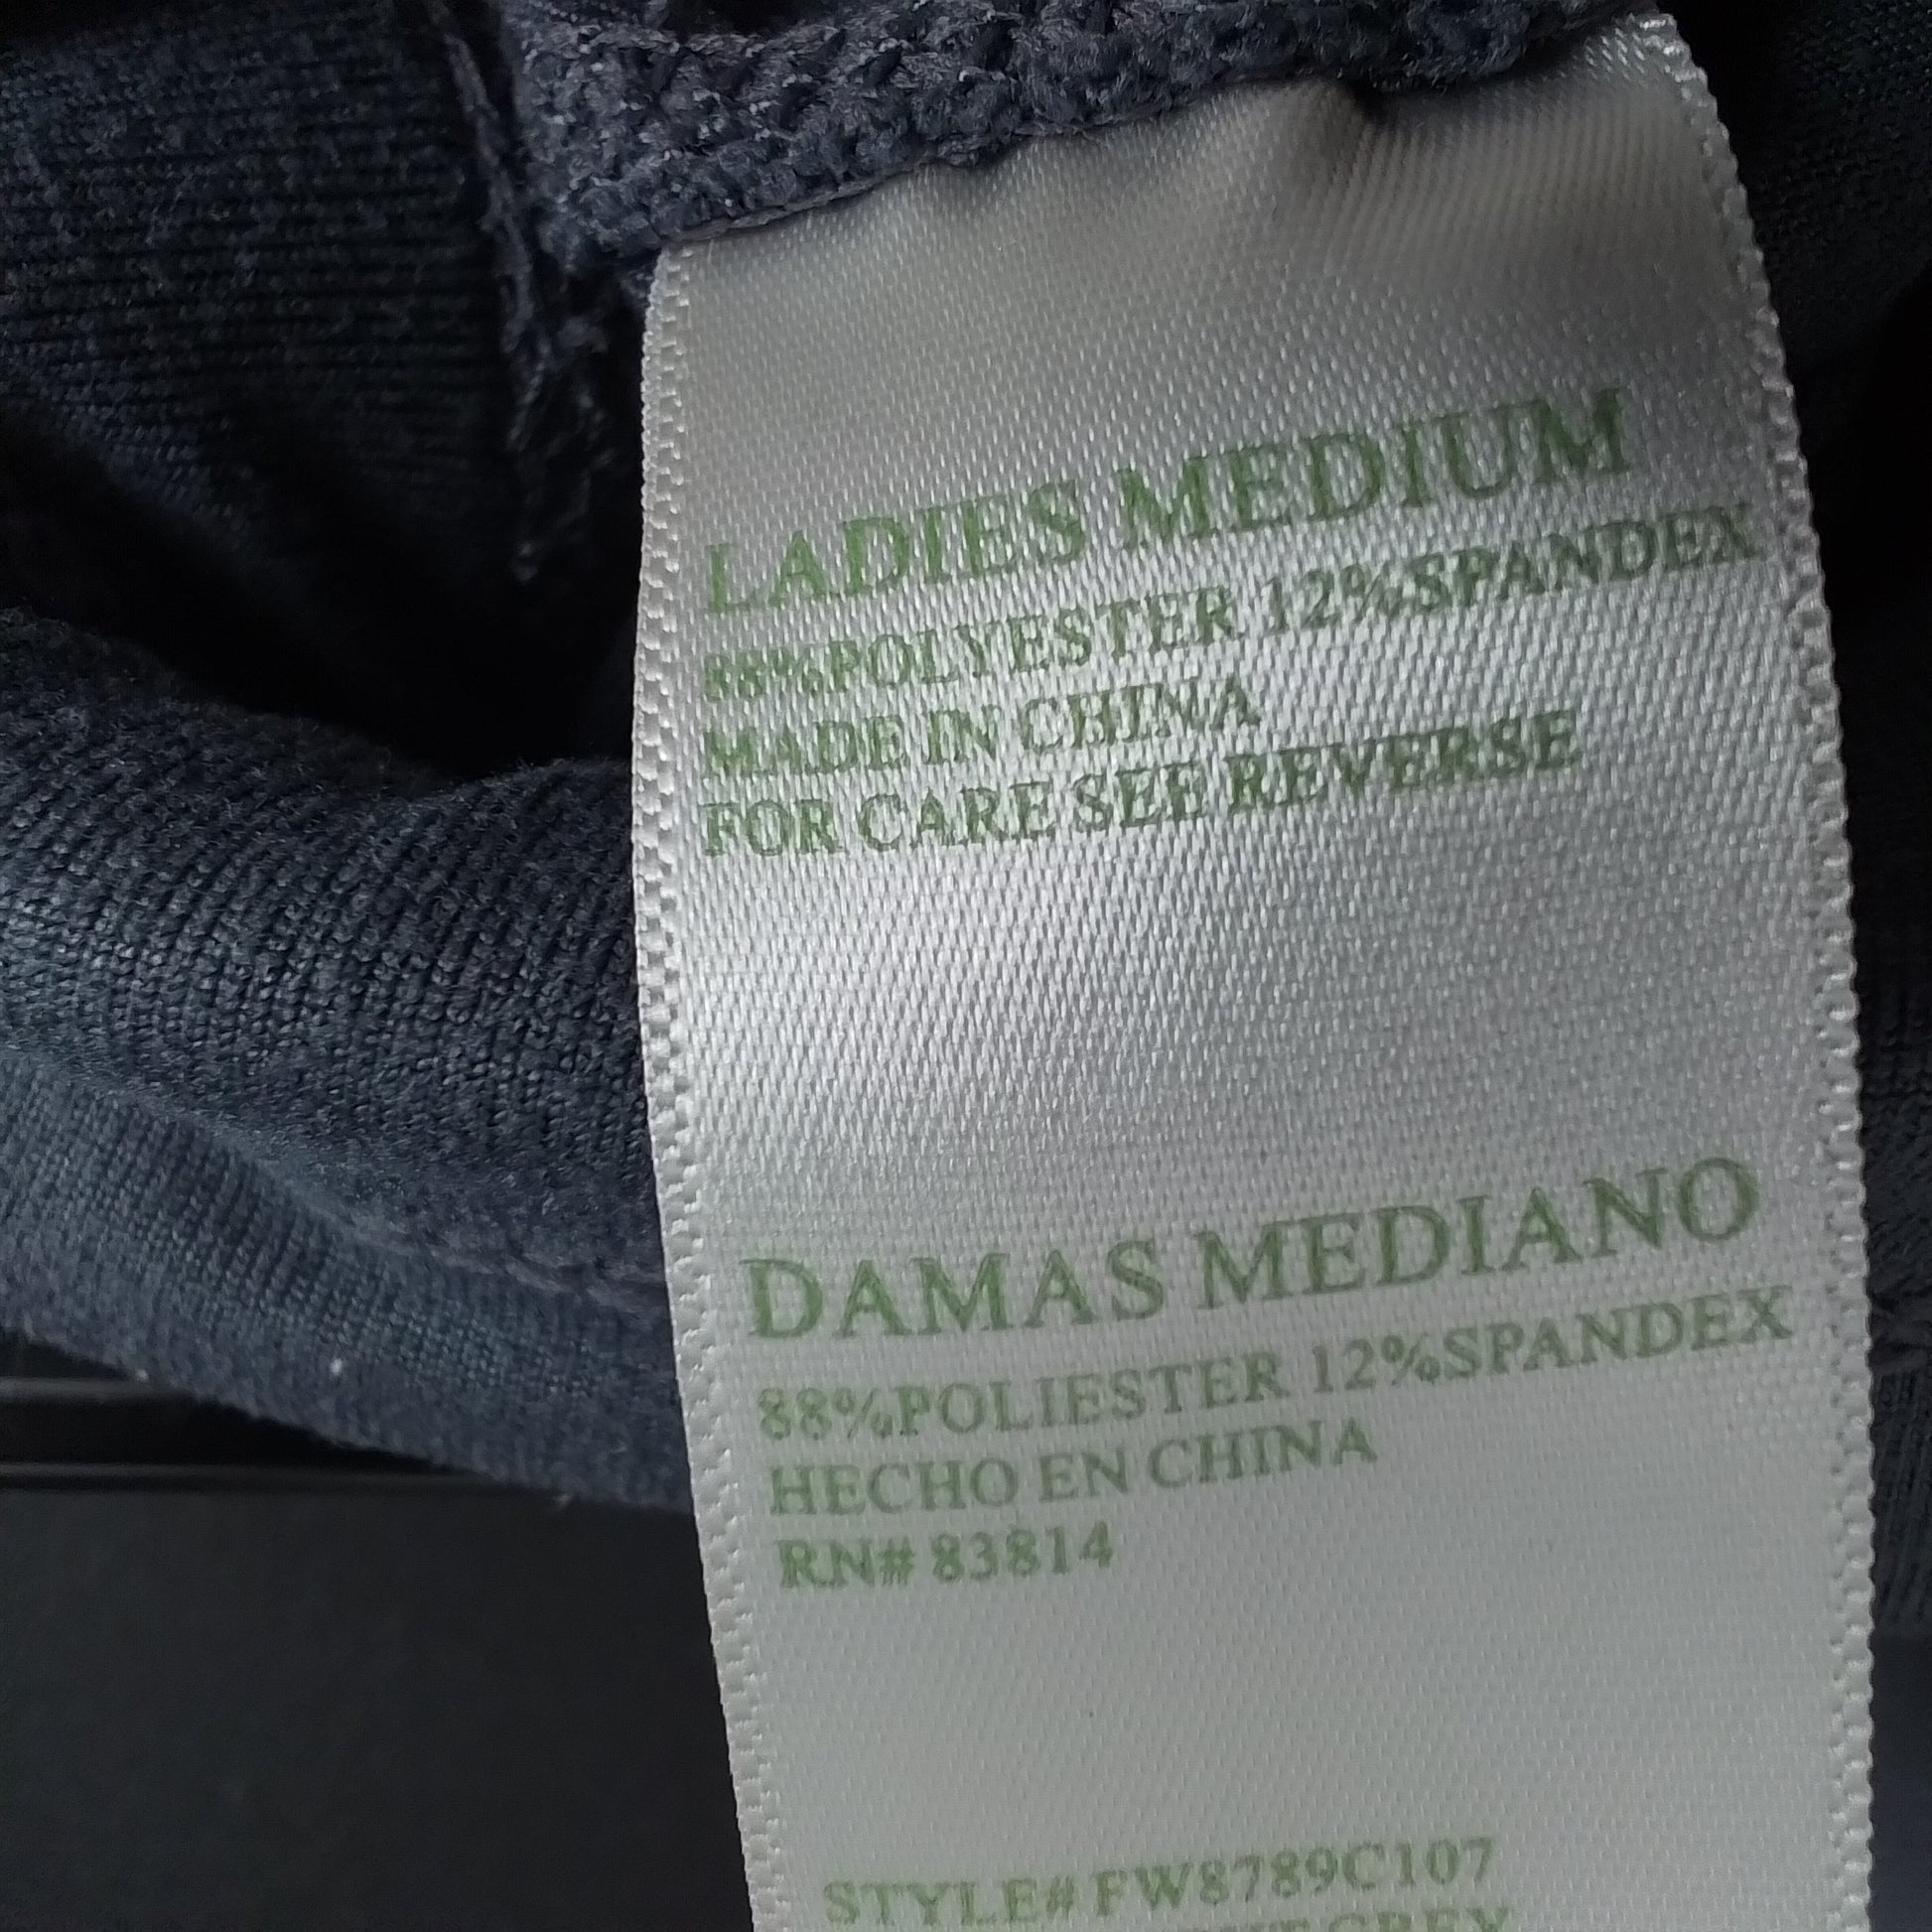 LADIES MEDIUM
88%POLYESTER 12%SPANDEX
MADE IN CHINA
FOR CARE SEE REVERSE
DAMAS MEDIANO
88%POLIESTER 12%SPANDEX
HECHO EN CHINA
RN# 83814
STYLE# FW8789C107
GREY